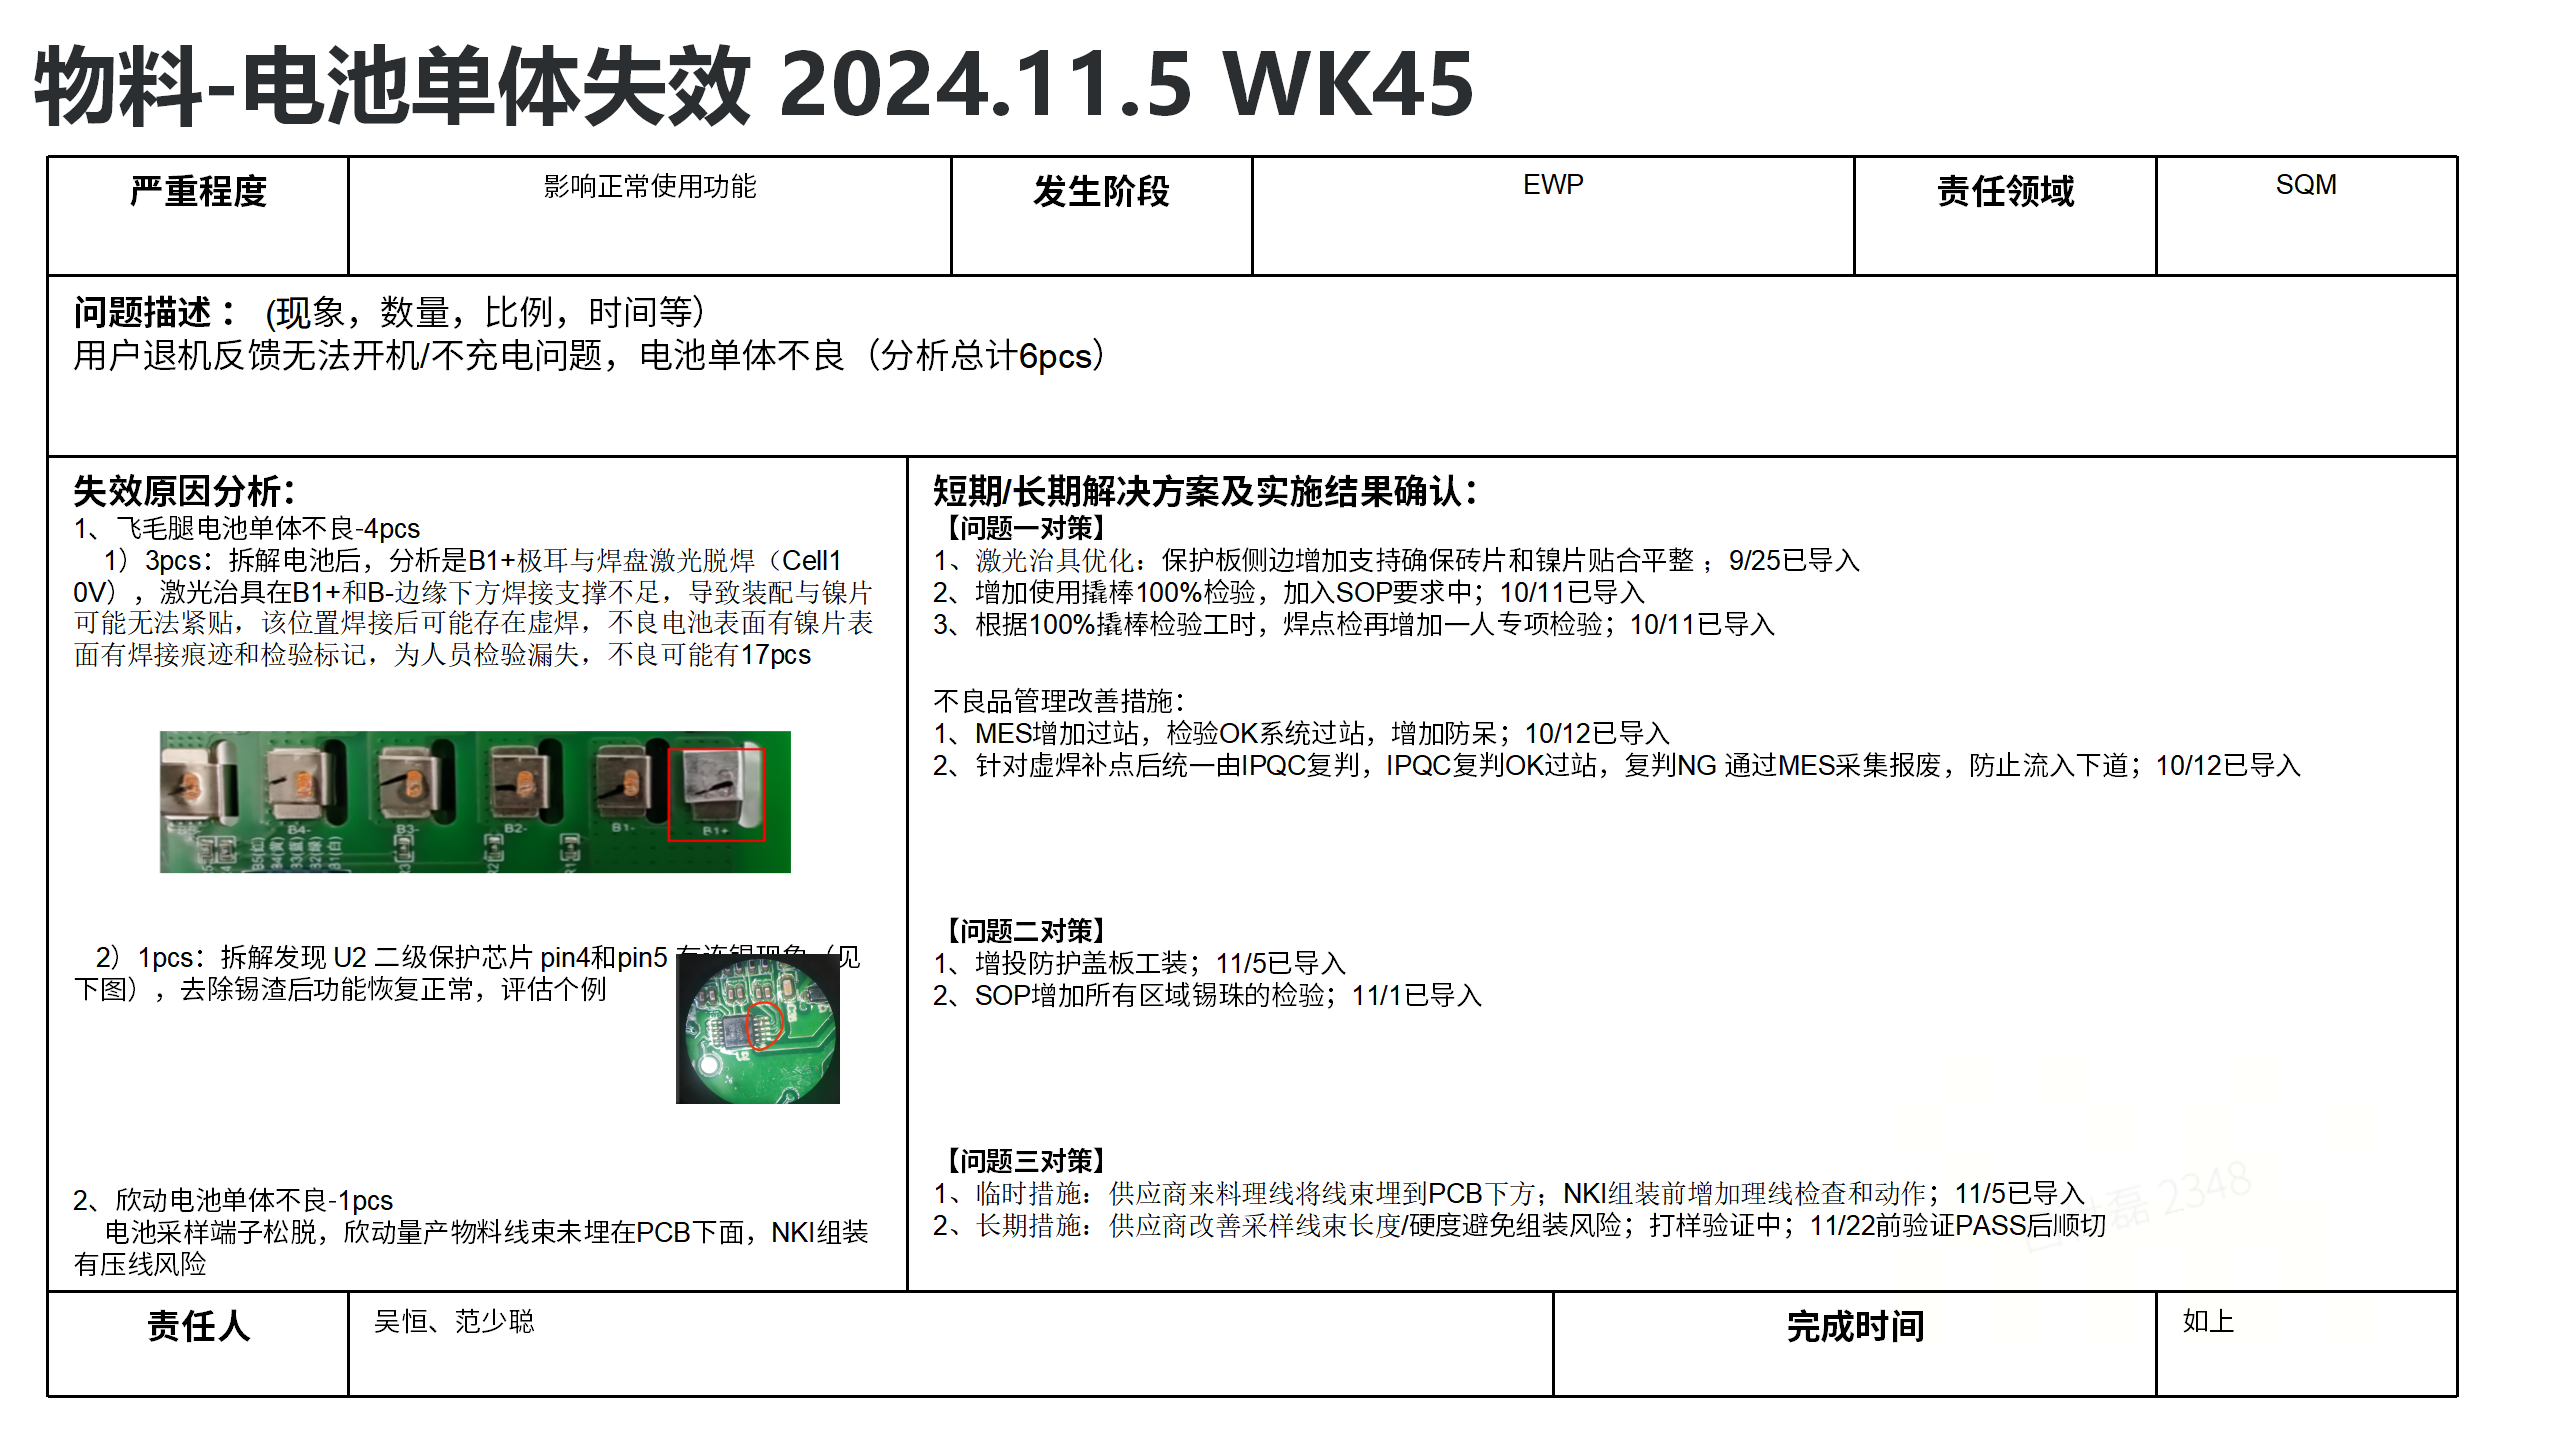 物料-电池单体失效 2024.11.5 WK45
严重程度
影响正常使用功能
发生阶段
EWP
责任领域
SQM
问题描述 ： (现象，数量，比例，时间等）
用户退机反馈无法开机/不充电问题，电池单体不良（分析总计6pcs）
失效原因分析：
1、飞毛腿电池单体不良-4pcs
1）3pcs：拆解电池后，分析是B1+极耳与焊盘激光脱焊（Cell1
0V），激光治具在B1+和B-边缘下方焊接支撑不足，导致装配与镍片
可能无法紧贴，该位置焊接后可能存在虚焊，不良电池表面有镍片表
面有焊接痕迹和检验标记，为人员检验漏失，不良可能有17pcs
B4-
B3-
B2-
B1-
B1+
B5(红)
B4(黄)
B3(蓝)
B2(绿)
B1(白)
2）1pcs：拆解发现 U2 二级保护芯片 pin4和pin5 有连锡现象（见
下图），去除锡渣后功能恢复正常，评估个例
2、欣动电池单体不良-1pcs
电池采样端子松脱，欣动量产物料线束未埋在PCB下面，NKI组装
有压线风险
短期/长期解决方案及实施结果确认：
【问题一对策】
1、激光治具优化：保护板侧边增加支持确保砖片和镍片贴合平整 ；9/25已导入
2、增加使用撬棒100%检验，加入SOP要求中；10/11已导入
3、根据100%撬棒检验工时，焊点检再增加一人专项检验；10/11已导入
不良品管理改善措施：
1、MES增加过站，检验OK系统过站，增加防呆；10/12已导入
2、针对虚焊补点后统一由IPQC复判，IPQC复判OK过站，复判NG 通过MES采集报废，防止流入下道；10/12已导入
【问题二对策】
1、增投防护盖板工装；11/5已导入
2、SOP增加所有区域锡珠的检验；11/1已导入
【问题三对策】
1、临时措施：供应商来料理线将线束埋到PCB下方；NKI组装前增加理线检查和动作；11/5已导入
2、长期措施：供应商改善采样线束长度/硬度避免组装风险；打样验证中；11/22前验证PASS后顺切
磊 2348
责任人
吴恒、范少聪
完成时间
如上